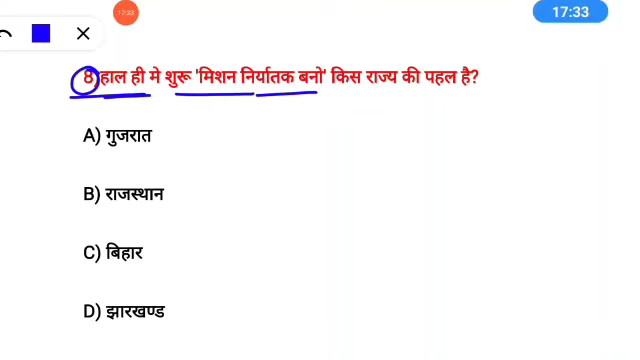 17:33
17:33
8) हाल ही मे शुरू 'मिशन निर्यातक बनो' किस राज्य की पहल है?
A) गुजरात
B) राजस्थान
C) बिहार
D) झारखण्ड